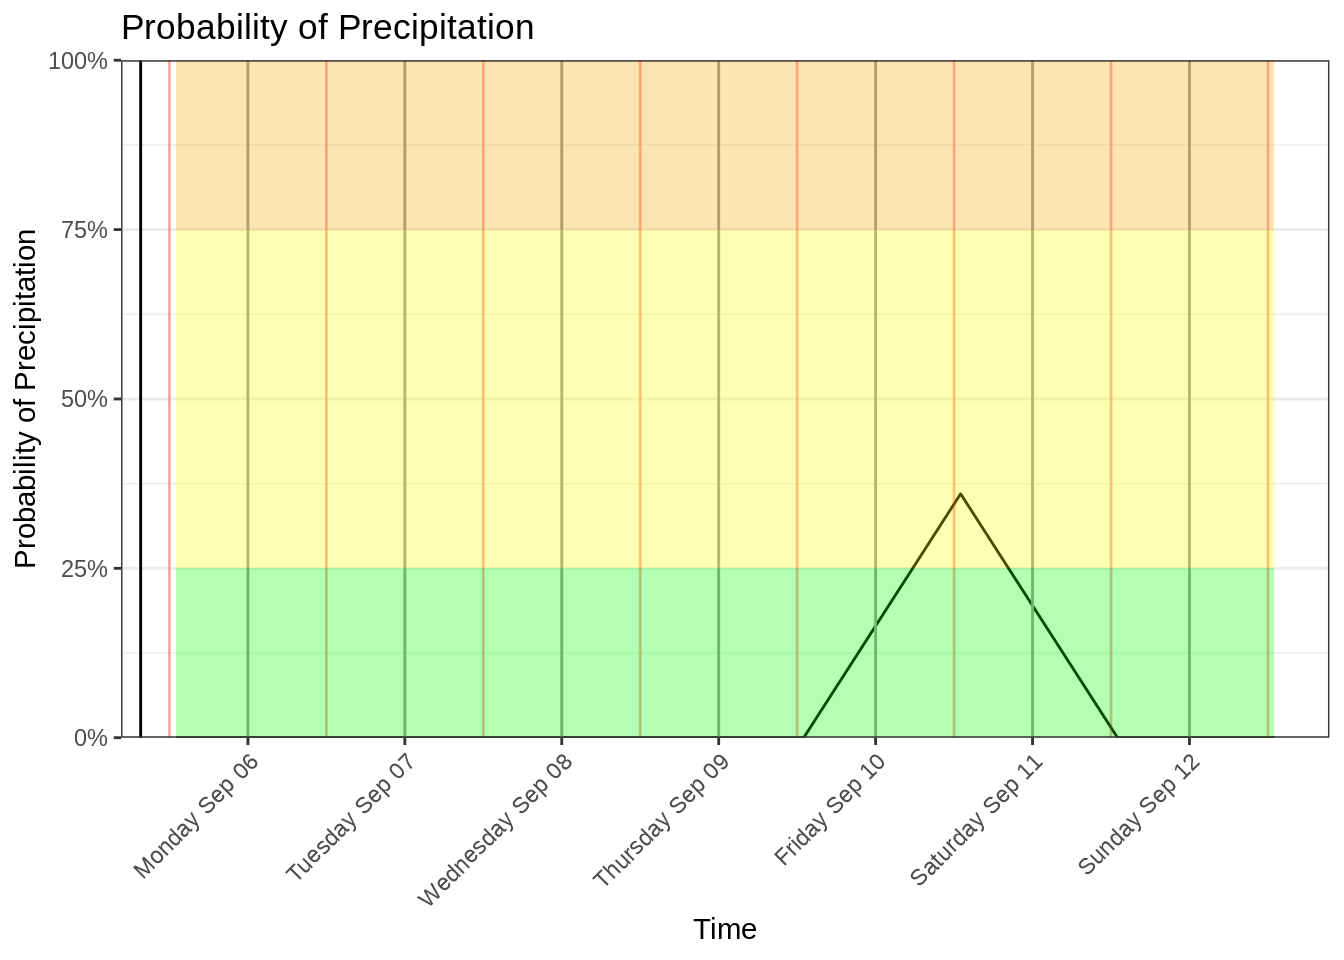 Probability of Precipitation
Probability of Precipitation
100%
75%
50%
25%
0%
Monday Sep 06
Tuesday Sep 07
Wednesday Sep 08
Thursday Sep 09
Friday Sep 10
Saturday Sep 11
Sunday Sep 12
Time